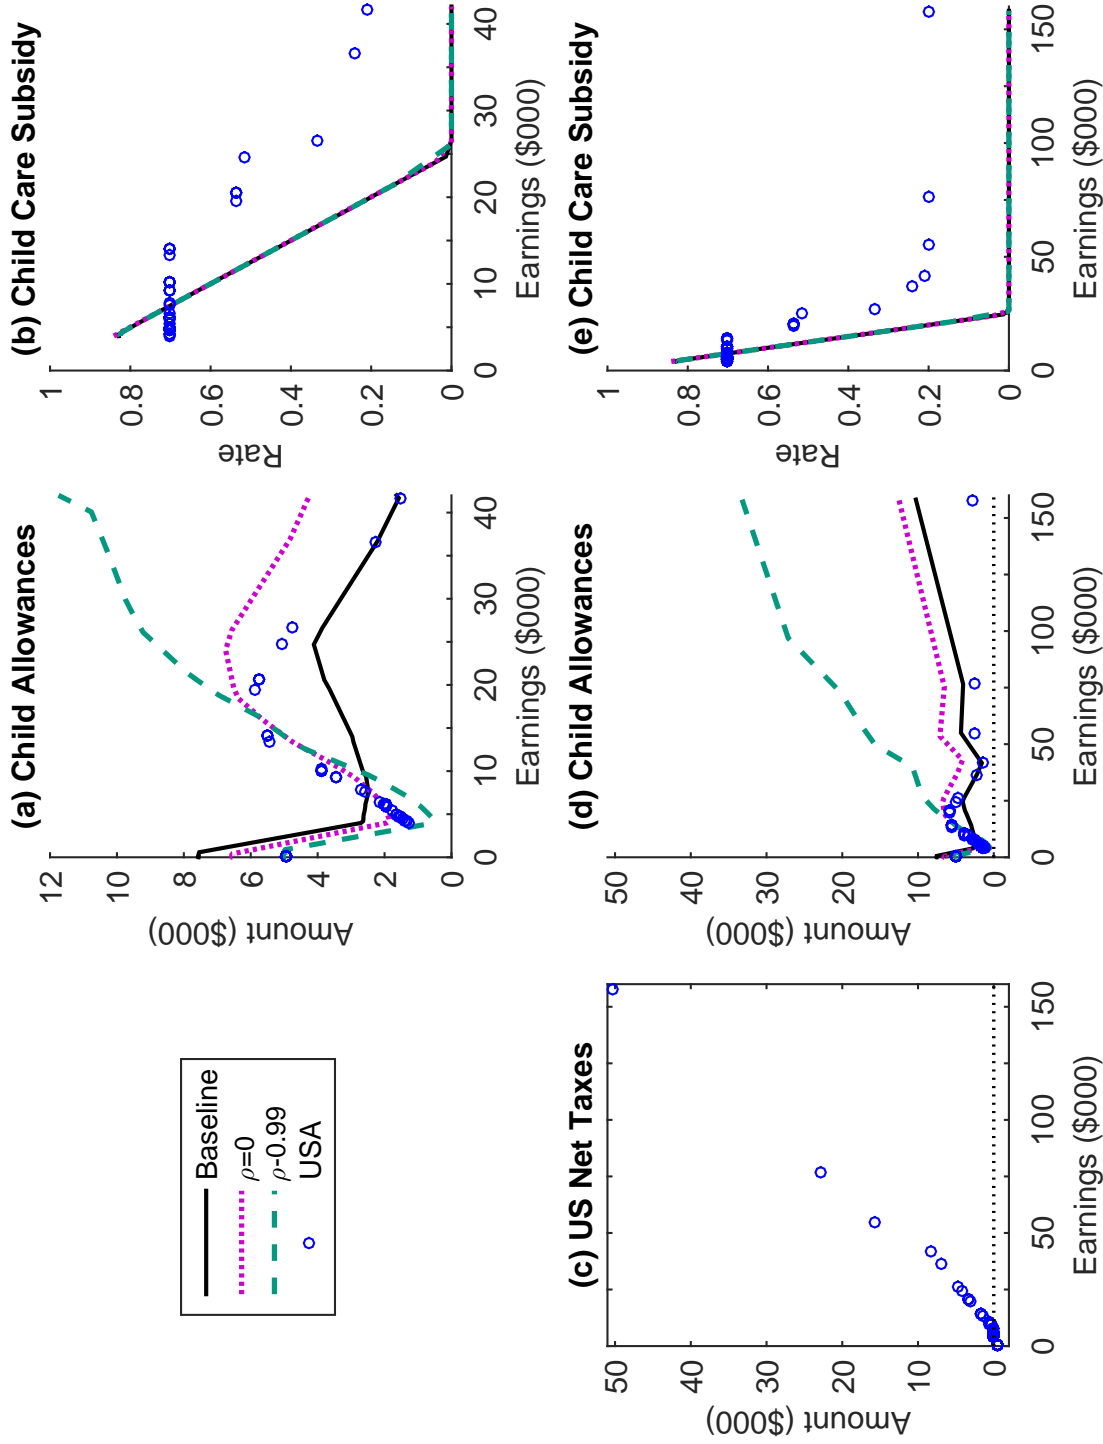 Baseline
ρ=0
ρ-0.99
USA
(a) Child Allowances
Amount ($000)
12
10
8
6
4
2
0
0 10 20 30 40
Earnings ($000)
(b) Child Care Subsidy
Rate
1
0.8
0.6
0.4
0.2
0
0 10 20 30 40
Earnings ($000)
(c) US Net Taxes
Amount ($000)
50
40
30
20
10
0
0 50 100 150
Earnings ($000)
(d) Child Allowances
Amount ($000)
50
40
30
20
10
0
0 50 100 150
Earnings ($000)
(e) Child Care Subsidy
Rate
1
0.8
0.6
0.4
0.2
0
0 50 100 150
Earnings ($000)